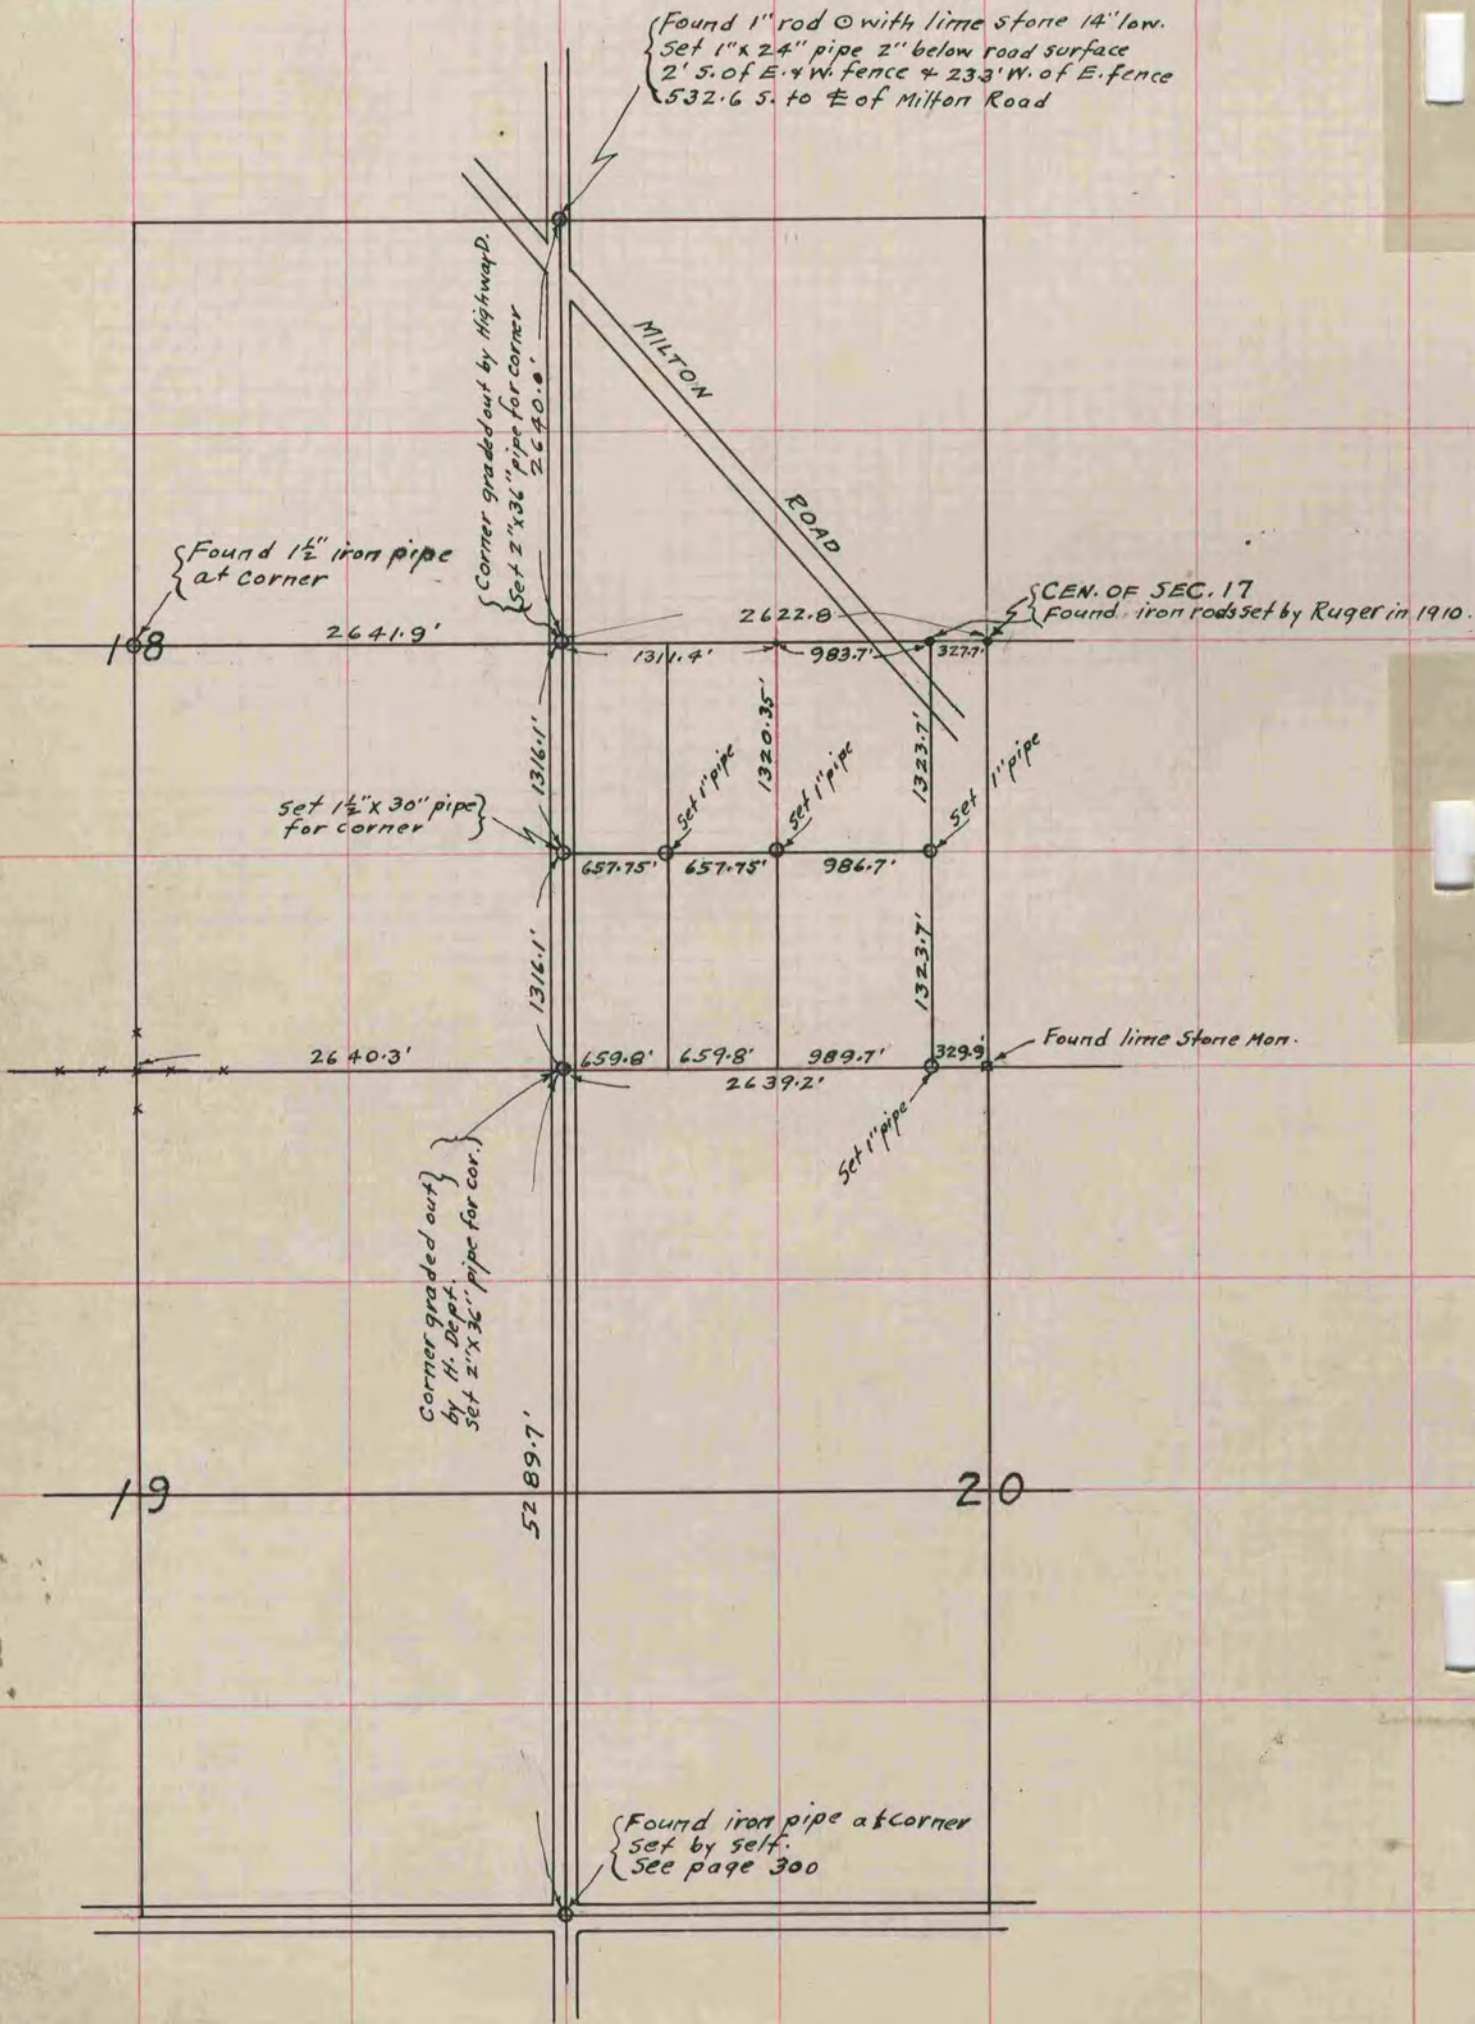 Found 1" rod ⊙ with lime stone 14" low.
Set 1" x 24" pipe 2" below road surface
2' S. of E. & W. fence & 23.3' W. of E. fence
532.6 S. to ℄ of Milton Road
Corner graded out by Highway D.
Set 2"x36" pipe for corner
2640.0'
MILTON
ROAD
Found 1½" iron pipe
at corner
CEN. OF SEC. 17
Found iron rods set by Ruger in 1910.
18
2641.9'
2622.8
1311.4'
983.7'
327.7'
1316.1'
1320.35'
1323.7'
Set 1" pipe
Set 1" pipe
Set 1" pipe
set 1½" x 30" pipe
for corner
657.75'
657.75'
986.7'
1316.1'
1323.7'
2640.3'
659.8'
659.8'
989.7'
329.9'
2639.2'
Found lime Stone Mon.
Set 1" pipe
Corner graded out
by H. Dept.
Set 2" x 36" pipe for cor.
5289.7'
19
20
Found iron pipe at corner
set by self.
See page 300